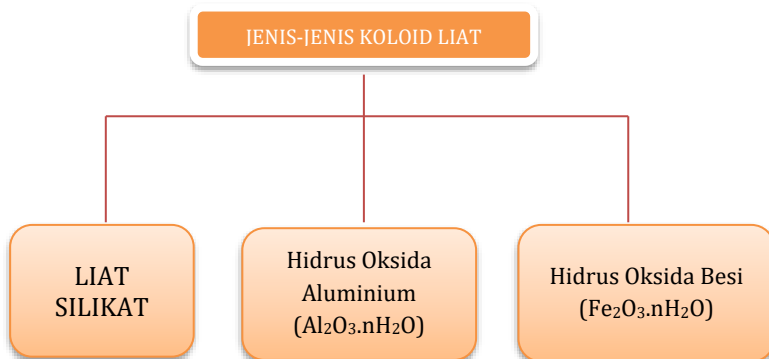 JENIS-JENIS KOLOID LIAT
LIAT
SILIKAT
Hidrus Oksida
Aluminium
(Al₂O₃.nH₂O)
Hidrus Oksida Besi
(Fe₂O₃.nH₂O)